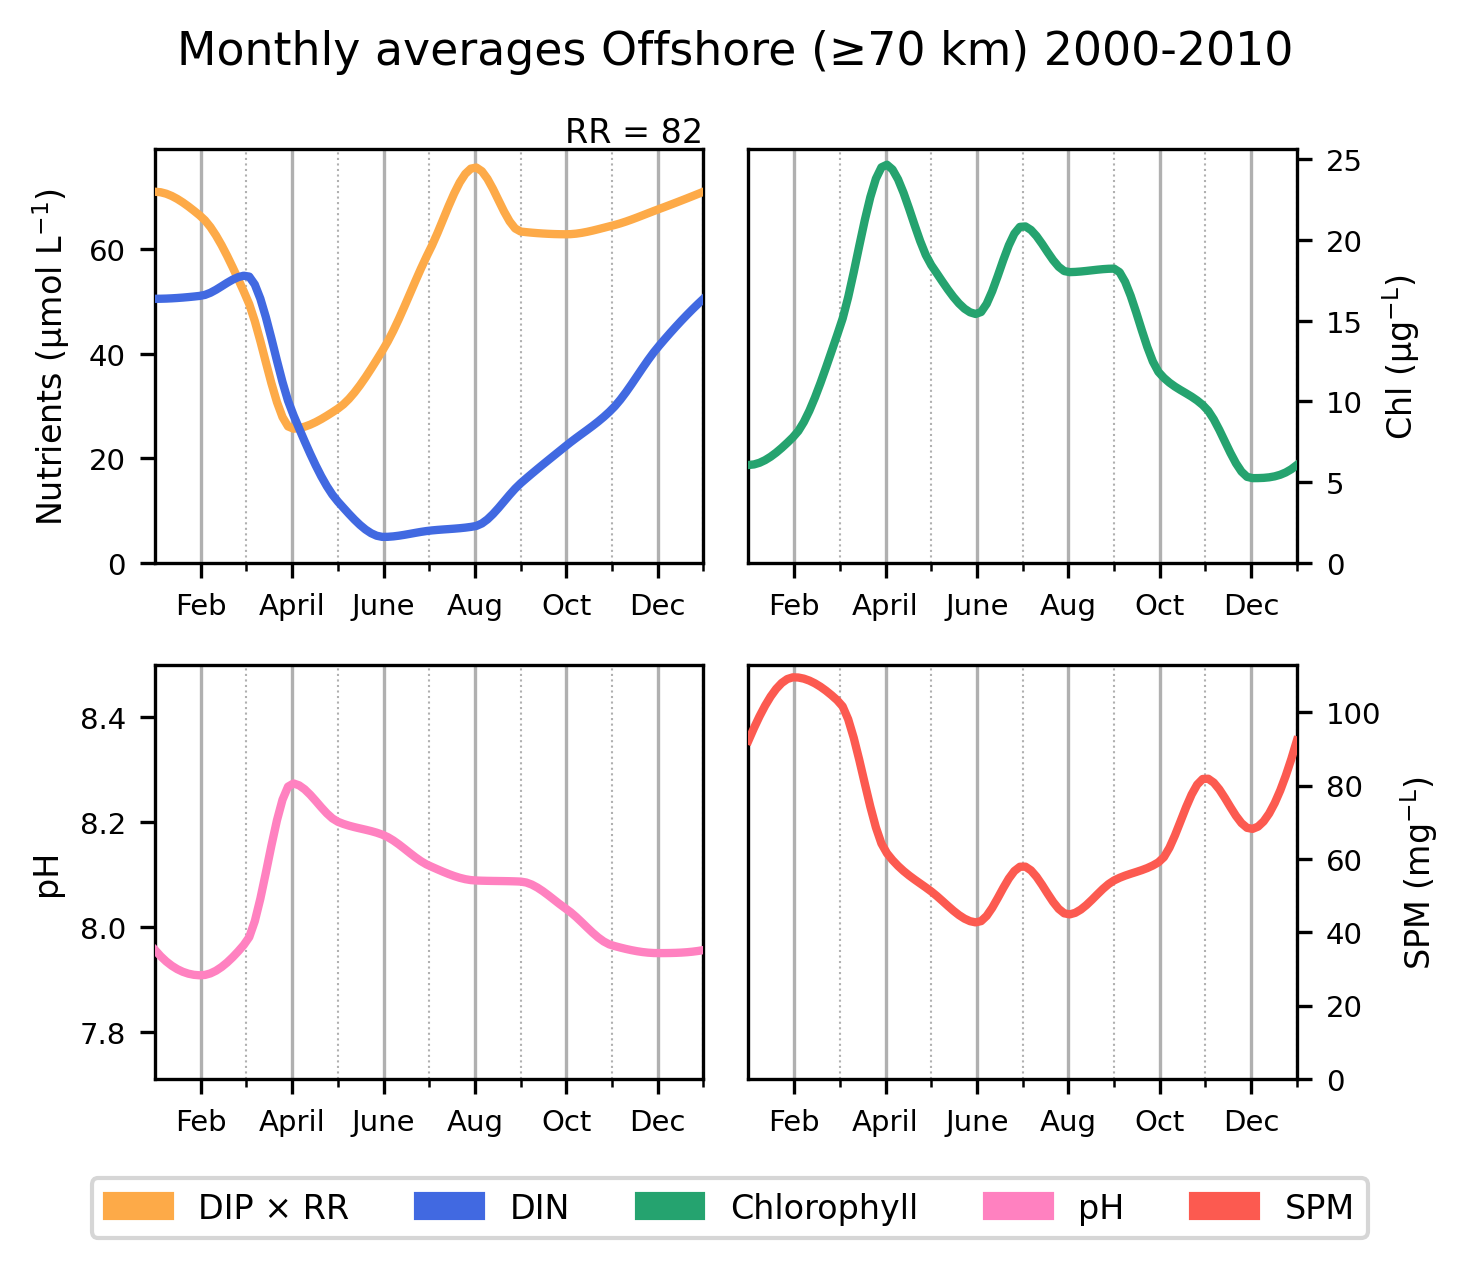 Monthly averages Offshore (≥70 km) 2000-2010
RR = 82
Nutrients (µmol L⁻¹)
60
40
20
0
Feb April June Aug Oct Dec
25
20
15
10
5
0
Chl (µg⁻ᴸ)
Feb April June Aug Oct Dec
pH
8.4
8.2
8.0
7.8
Feb April June Aug Oct Dec
100
80
60
40
20
0
SPM (mg⁻ᴸ)
Feb April June Aug Oct Dec
DIP × RR DIN Chlorophyll pH SPM